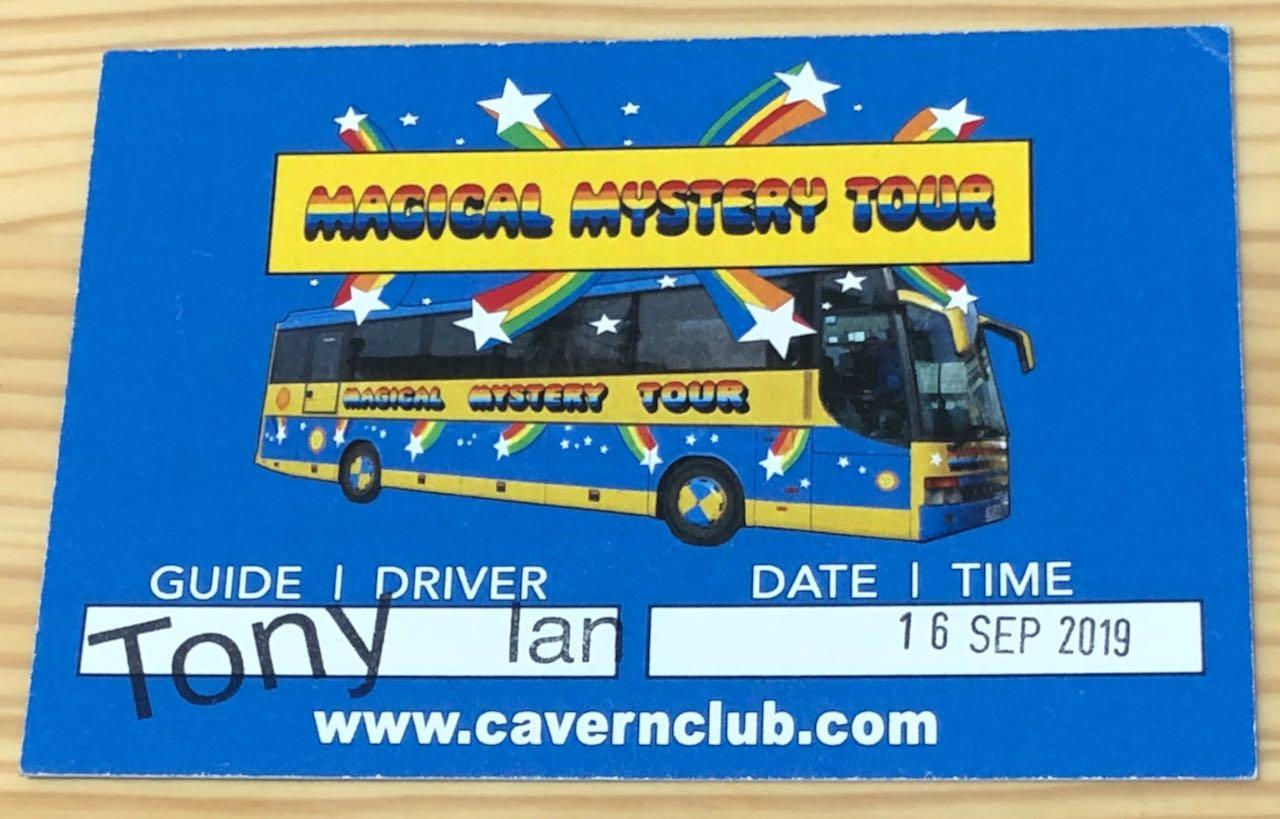 MAGICAL MYSTERY TOUR
MAGICAL MYSTERY TOUR
GUIDE | DRIVER
DATE | TIME
Tony Ian
16 SEP 2019
www.cavernclub.com